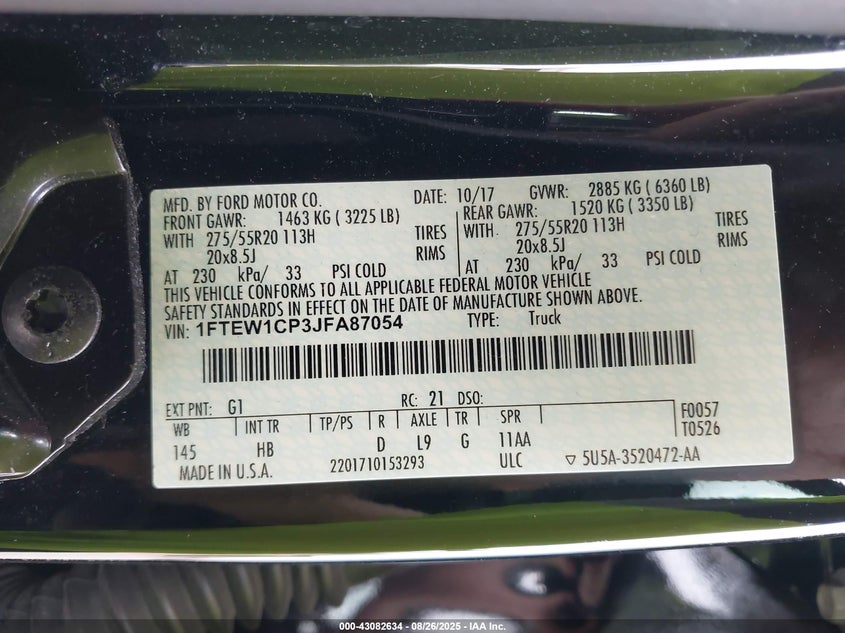 MFD. BY FORD MOTOR CO. DATE: 10/17 GVWR: 2885 KG ( 6360 LB)
FRONT GAWR: 1463 KG ( 3225 LB) REAR GAWR: 1520 KG ( 3350 LB)
WITH 275/55R20 113H TIRES WITH 275/55R20 113H TIRES
20x8.5J RIMS 20x8.5J RIMS
AT 230 kPa/ 33 PSI COLD AT 230 kPa/ 33 PSI COLD
THIS VEHICLE CONFORMS TO ALL APPLICABLE FEDERAL MOTOR VEHICLE
SAFETY STANDARDS IN EFFECT ON THE DATE OF MANUFACTURE SHOWN ABOVE.
VIN: 1FTEW1CP3JFA87054 TYPE: Truck
EXT PNT: G1 RC: 21 DSO:
WB INT TR TP/PS R AXLE TR SPR F0057
145 HB D L9 G 11AA T0526
MADE IN U.S.A. 2201710153293 ULC ▽ 5U5A-3520472-AA
000-43082634 - 08/26/2025 - IAA Inc.